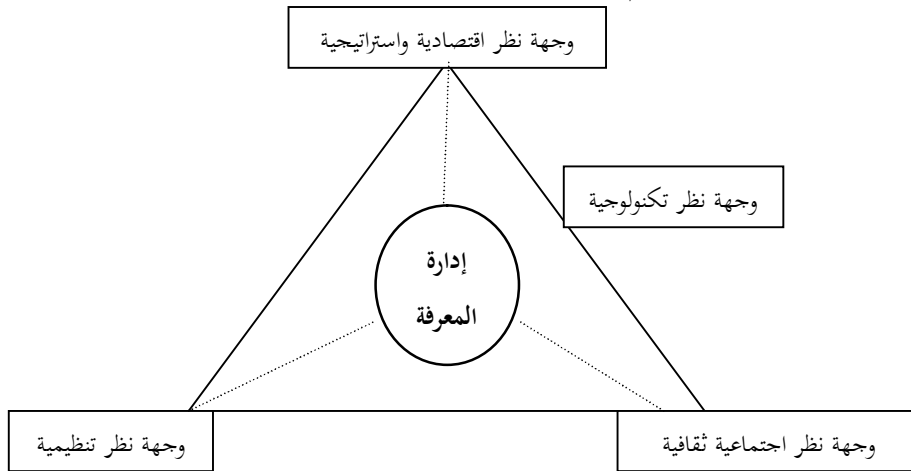 وجهة نظر اقتصادية واستراتيجية
وجهة نظر تكنولوجية
إدارة
المعرفة
وجهة نظر تنظيمية
وجهة نظر اجتماعية ثقافية